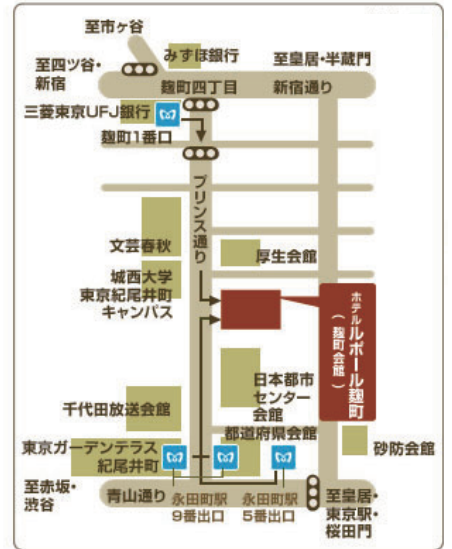 至市ヶ谷
みずほ銀行
至四ツ谷・
新宿
至皇居・半蔵門
麹町四丁目
新宿通り
三菱東京UFJ銀行
麹町1番口
プリンス通り
文芸春秋
厚生会館
城西大学
東京紀尾井町
キャンパス
ホテルルポール麹町
（麹町会館）
日本都市
センター
会館
千代田放送会館
都道府県会館
東京ガーデンテラス
紀尾井町
砂防会館
至赤坂・
渋谷
青山通り
永田町駅
9番出口
永田町駅
5番出口
至皇居・
東京駅・
桜田門